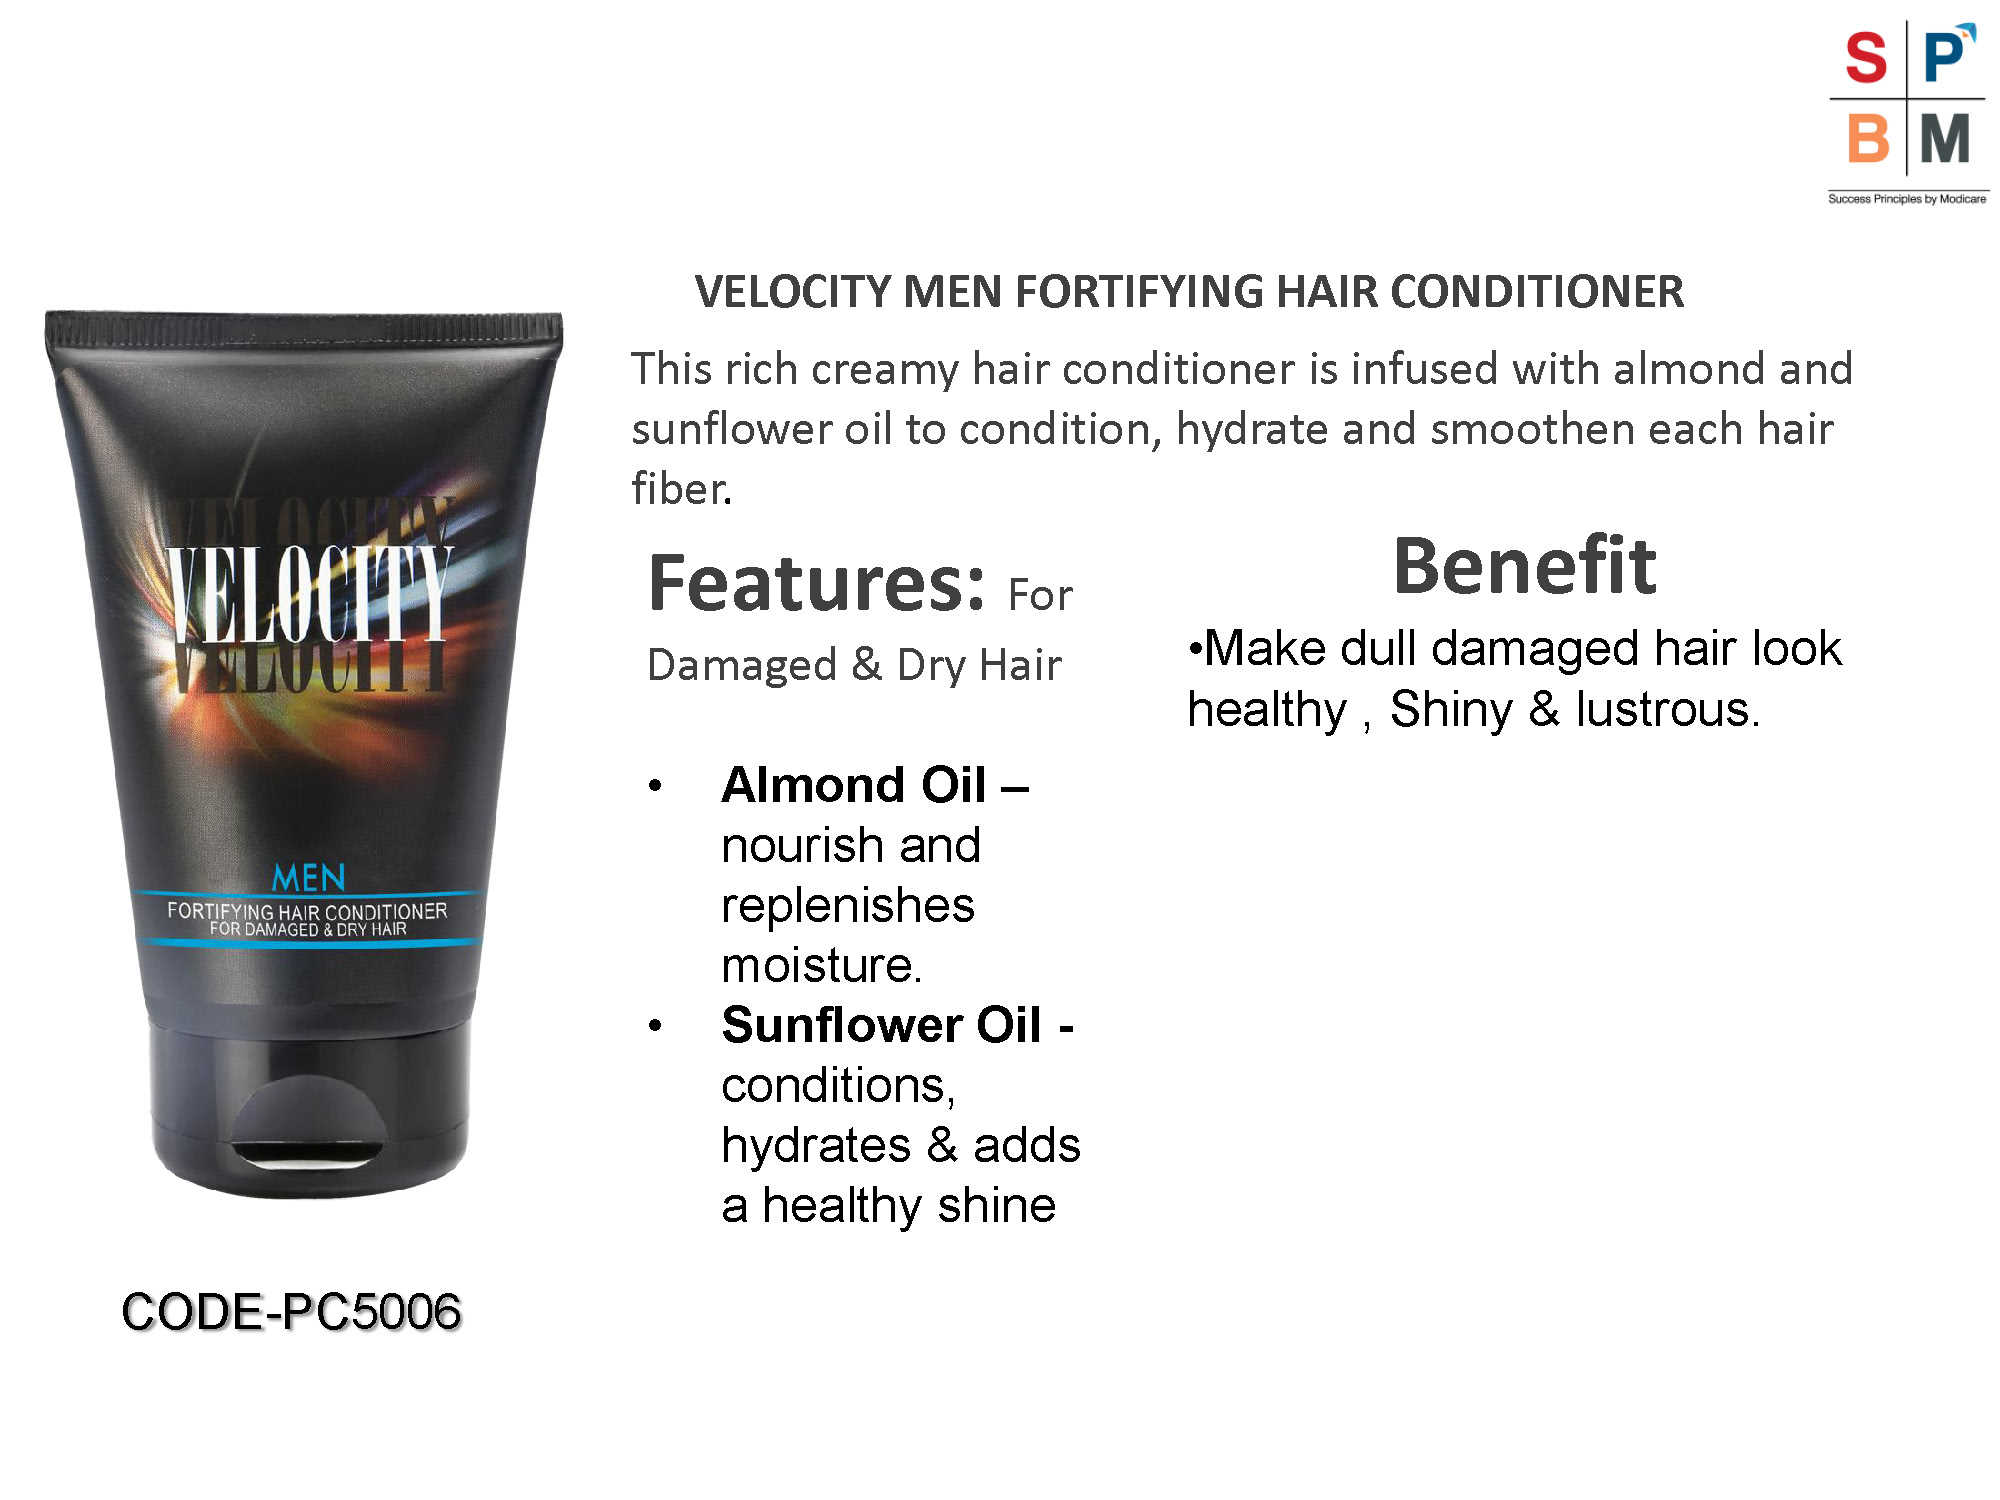 S P
B M
Success Principles by Modicare
VELOCITY MEN FORTIFYING HAIR CONDITIONER
This rich creamy hair conditioner is infused with almond and
sunflower oil to condition, hydrate and smoothen each hair
fiber.
VELOCITY
VELOCITY
VELOCITY
MEN
FORTIFYING HAIR CONDITIONER
FOR DAMAGED & DRY HAIR
CODE-PC5006
Features: For
Damaged & Dry Hair
• Almond Oil –
nourish and
replenishes
moisture.
• Sunflower Oil -
conditions,
hydrates & adds
a healthy shine
Benefit
•Make dull damaged hair look
healthy , Shiny & lustrous.